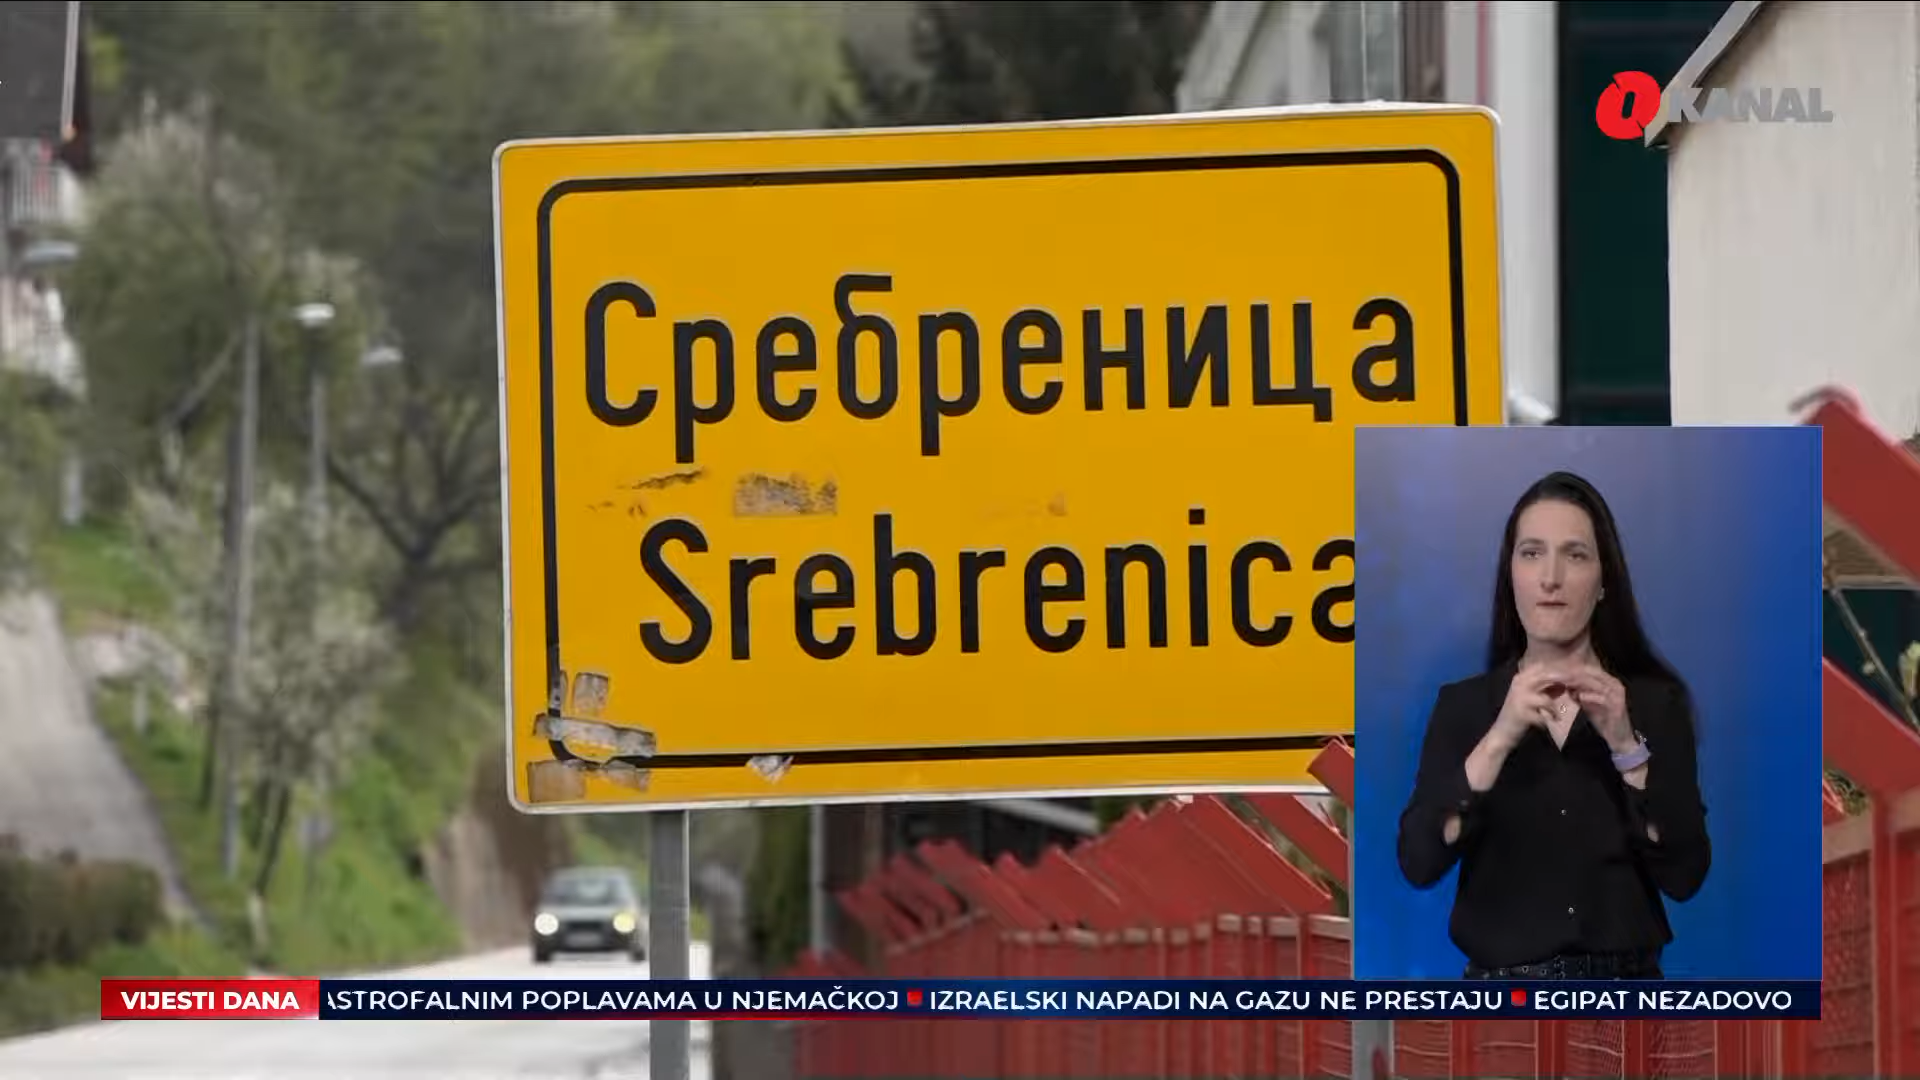 O KANAL
Сребреница
Srebrenica
VIJESTI DANA
ASTROFALNIM POPLAVAMA U NJEMAČKOJ IZRAELSKI NAPADI NA GAZU NE PRESTAJU EGIPAT NEZADOVO